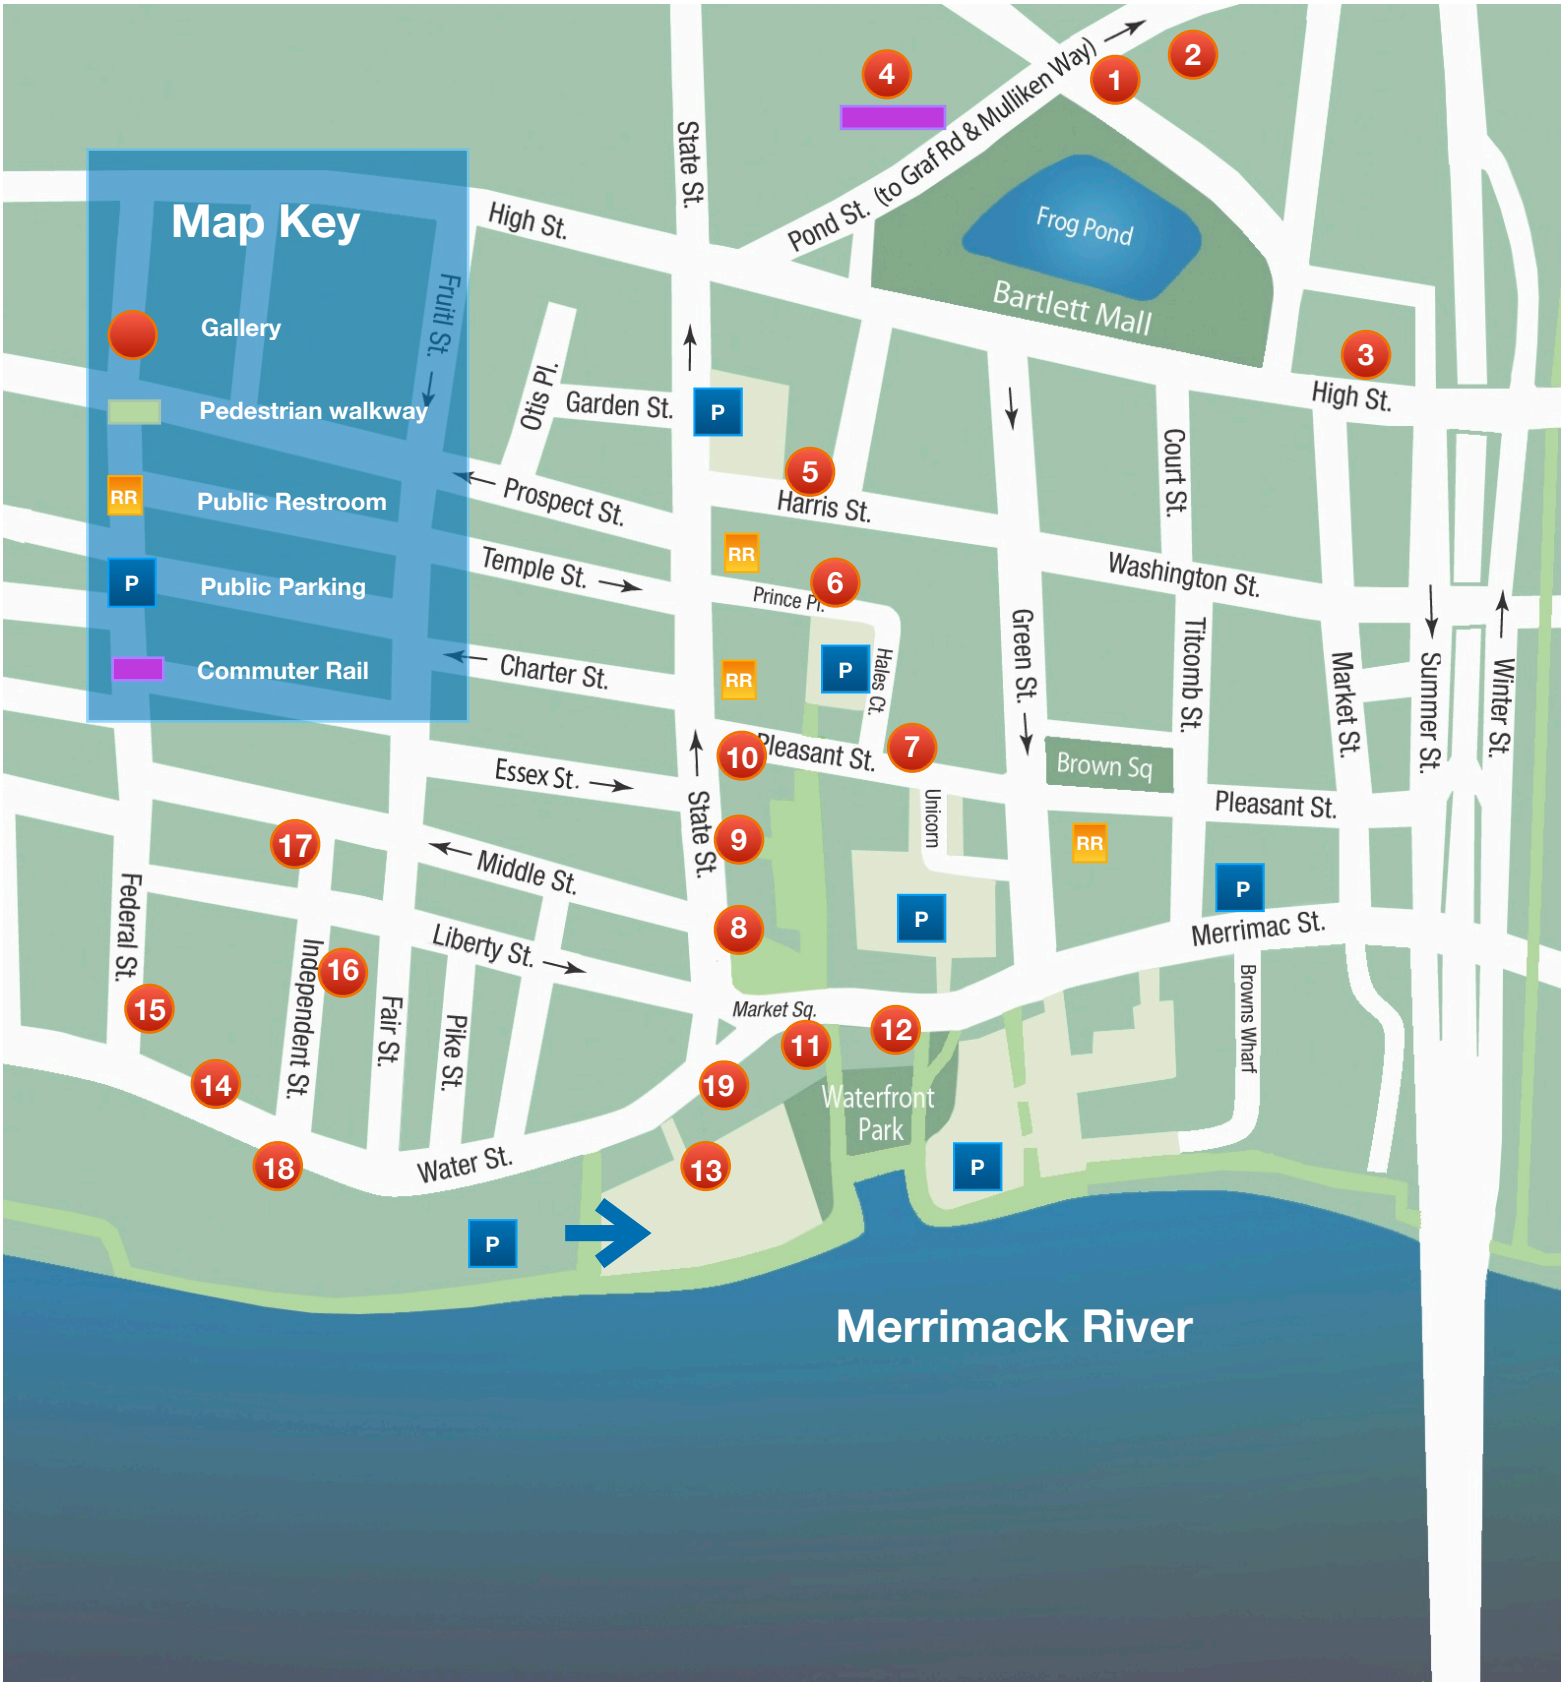 4
1
2
State St.
Pond St. (to Graf Rd & Mulliken Way)
Map Key
High St.
Frog Pond
Bartlett Mall
Fruitl St.
Gallery
3
High St.
Otis Pl.
Garden St.
P
Pedestrian walkway
Court St.
5
Harris St.
RR
Public Restroom
Prospect St.
RR
Washington St.
Temple St.
6
Prince Pl.
P
Public Parking
Green St.
Titcomb St.
Market St.
Summer St.
Winter St.
Charter St.
RR
P
Hales Ct.
Commuter Rail
10
Pleasant St.
7
Brown Sq
Essex St.
State St.
Unicorn
Pleasant St.
17
9
RR
Middle St.
P
P
Federal St.
8
Merrimac St.
Liberty St.
Independent St.
16
Browns Wharf
15
Fair St.
Pike St.
Market Sq.
11
12
14
19
Waterfront
Park
18
Water St.
13
P
P
Merrimack River